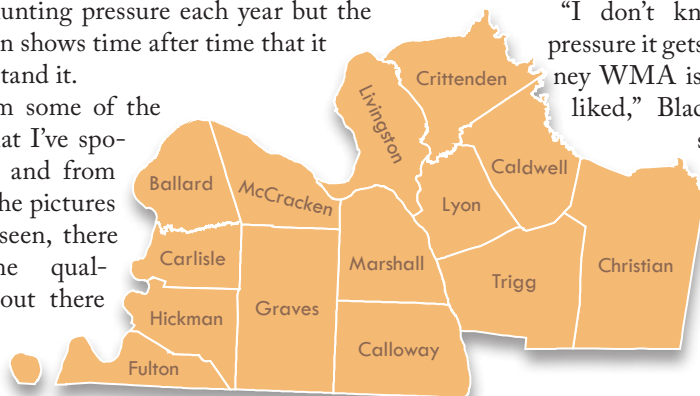 unting pressure each year but the
n shows time after time that it
tand it.
m some of the
at I've spo-
and from
he pictures
seen, there
ne qual-
out there
"I don't kn
pressure it gets
ney WMA is
liked," Blac
s
Crittenden
Livingston
Caldwell
Ballard
McCracken
Lyon
Carlisle
Marshall
Christian
Trigg
Graves
Hickman
Calloway
Fulton